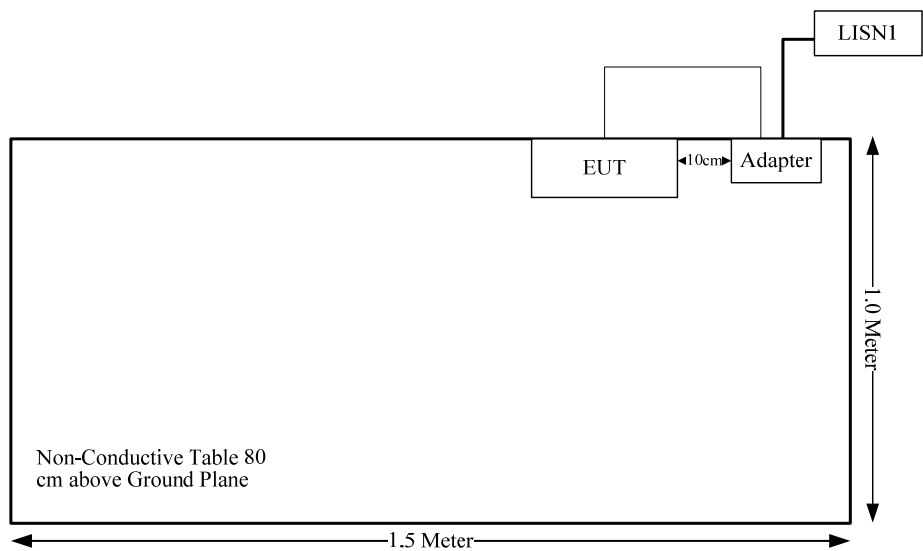 LISN1
EUT
10cm
Adapter
1.0 Meter
Non-Conductive Table 80
cm above Ground Plane
1.5 Meter